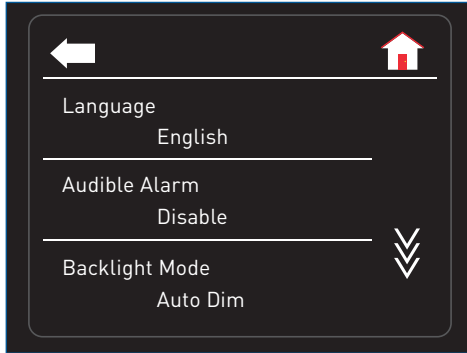 Language
English
Audible Alarm
Disable
Backlight Mode
Auto Dim